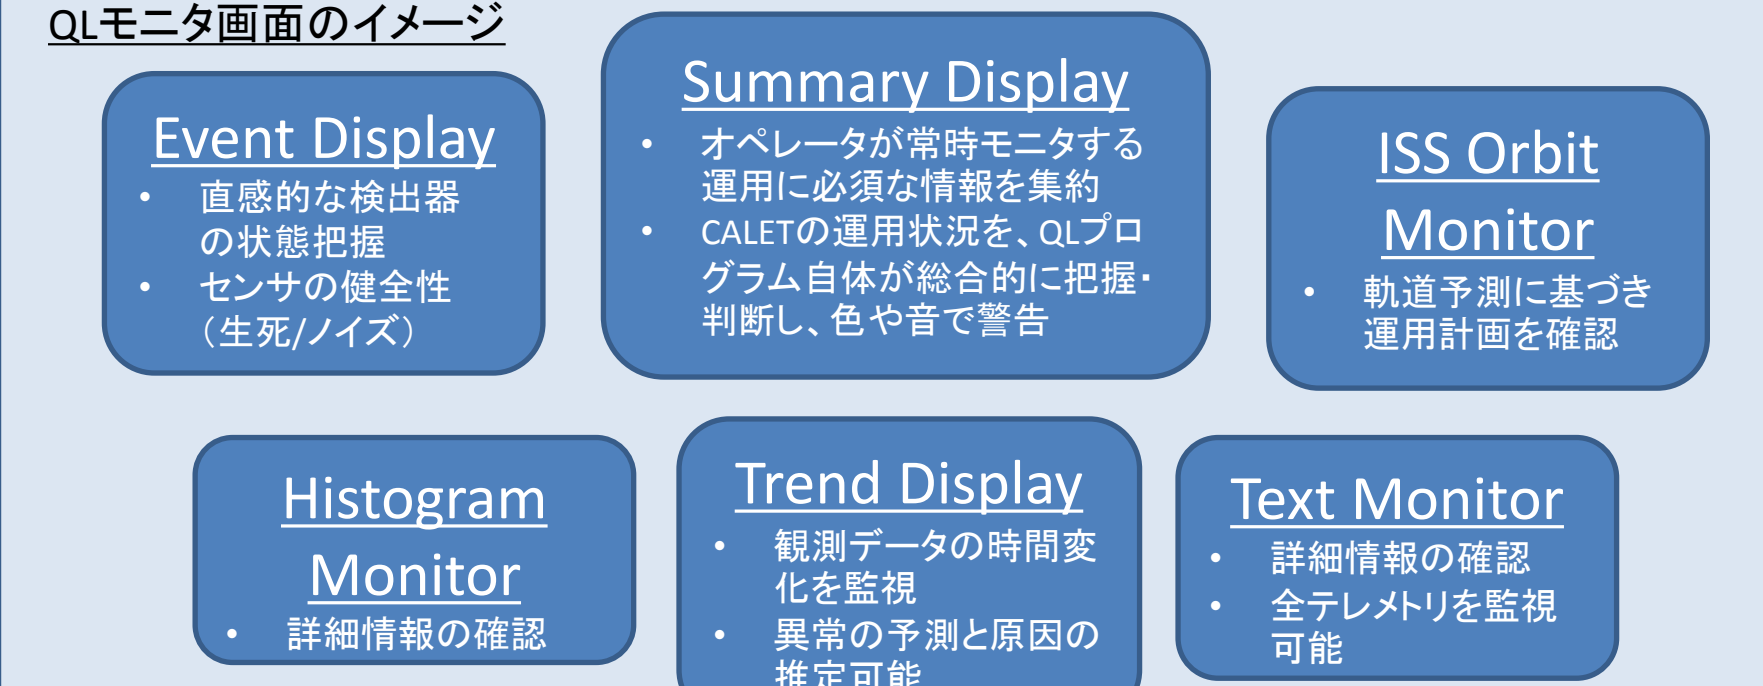 QLモニタ画面のイメージ
Event Display
• 直感的な検出器
の状態把握
• センサの健全性
（生死/ノイズ）
Summary Display
• オペレータが常時モニタする
運用に必須な情報を集約
• CALETの運用状況を、QLプロ
グラム自体が総合的に把握・
判断し、色や音で警告
ISS Orbit
Monitor
• 軌道予測に基づき
運用計画を確認
Histogram
Monitor
• 詳細情報の確認
Trend Display
• 観測データの時間変
化を監視
• 異常の予測と原因の
推定可能
Text Monitor
• 詳細情報の確認
• 全テレメトリを監視
可能